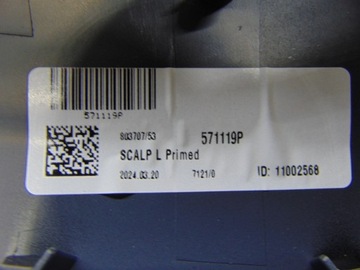 571119P
803707/53 571119P
SCALP L Primed
2024.03.20 7121/0 ID: 11002568